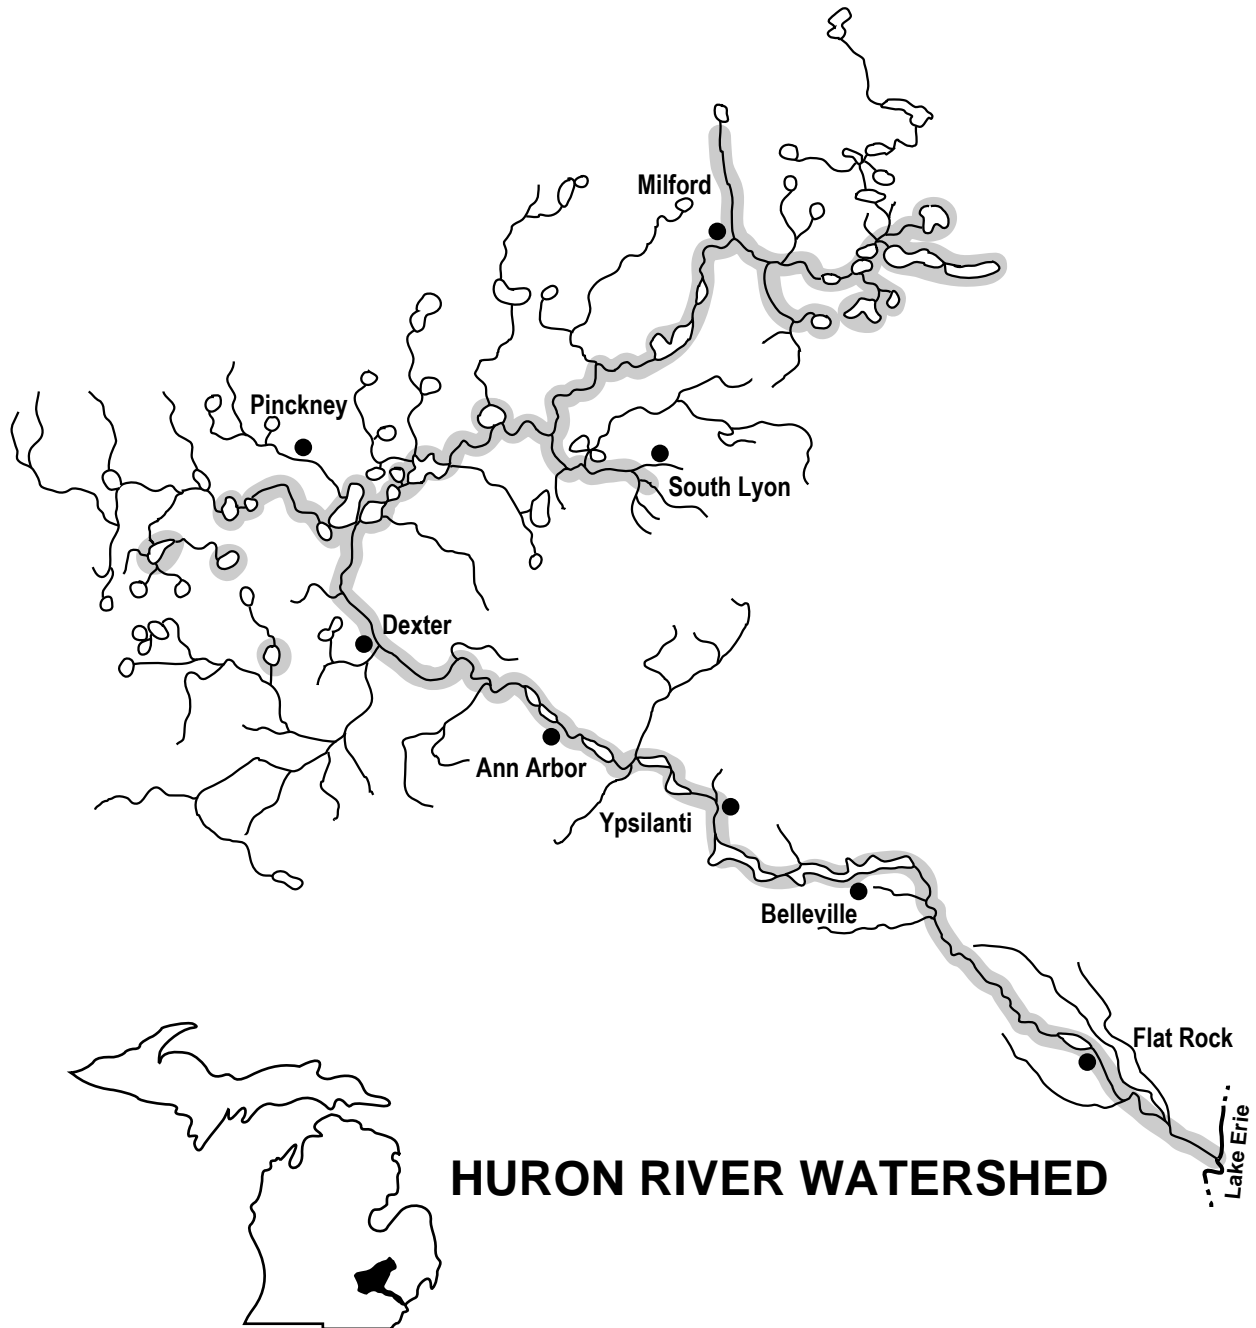 Milford
Pinckney
South Lyon
Dexter
Ann Arbor
Ypsilanti
Belleville
Flat Rock
Lake Erie
HURON RIVER WATERSHED